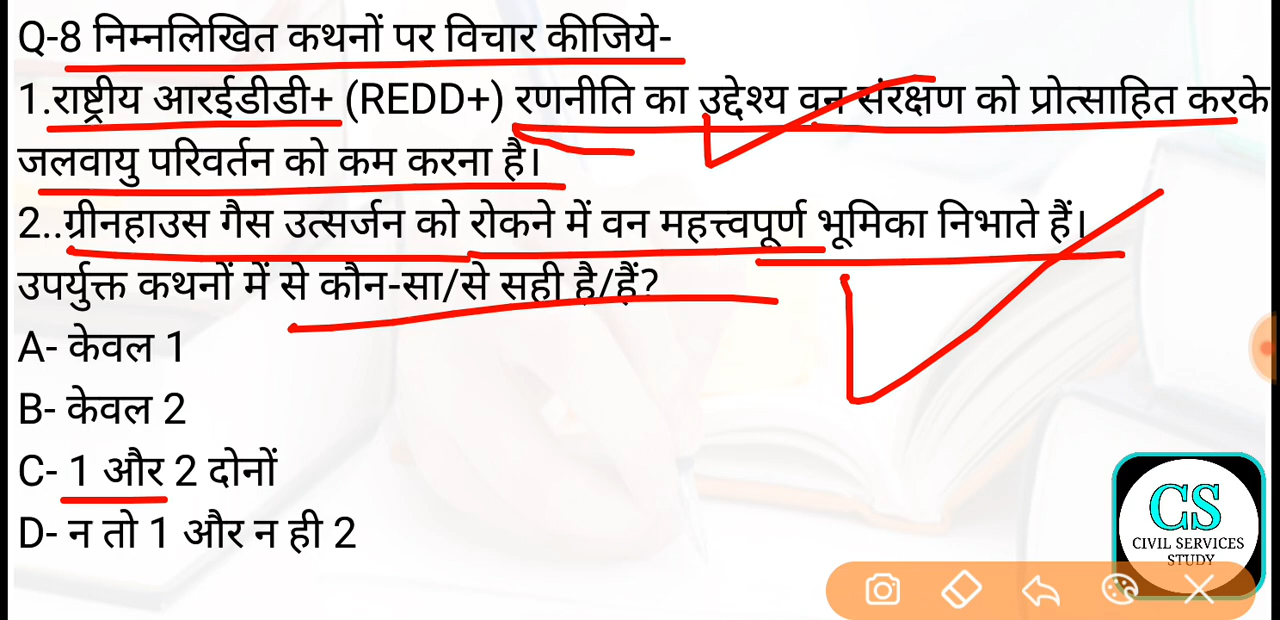 Q-8 निम्नलिखित कथनों पर विचार कीजिये-
1.राष्ट्रीय आरईडीडी+ (REDD+) रणनीति का उद्देश्य वन संरक्षण को प्रोत्साहित करके
जलवायु परिवर्तन को कम करना है।
2..ग्रीनहाउस गैस उत्सर्जन को रोकने में वन महत्त्वपूर्ण भूमिका निभाते हैं।
उपर्युक्त कथनों में से कौन-सा/से सही है/हैं?
A- केवल 1
B- केवल 2
C- 1 और 2 दोनों
D- न तो 1 और न ही 2
CS
CIVIL SERVICES
STUDY